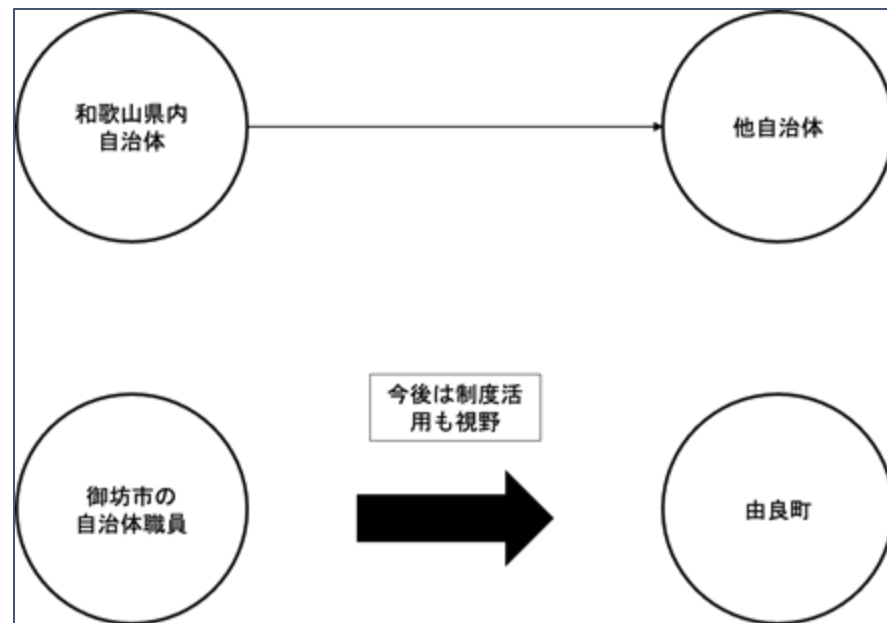 和歌山県内
自治体
他自治体
今後は制度活
用も視野
御坊市の
自治体職員
由良町